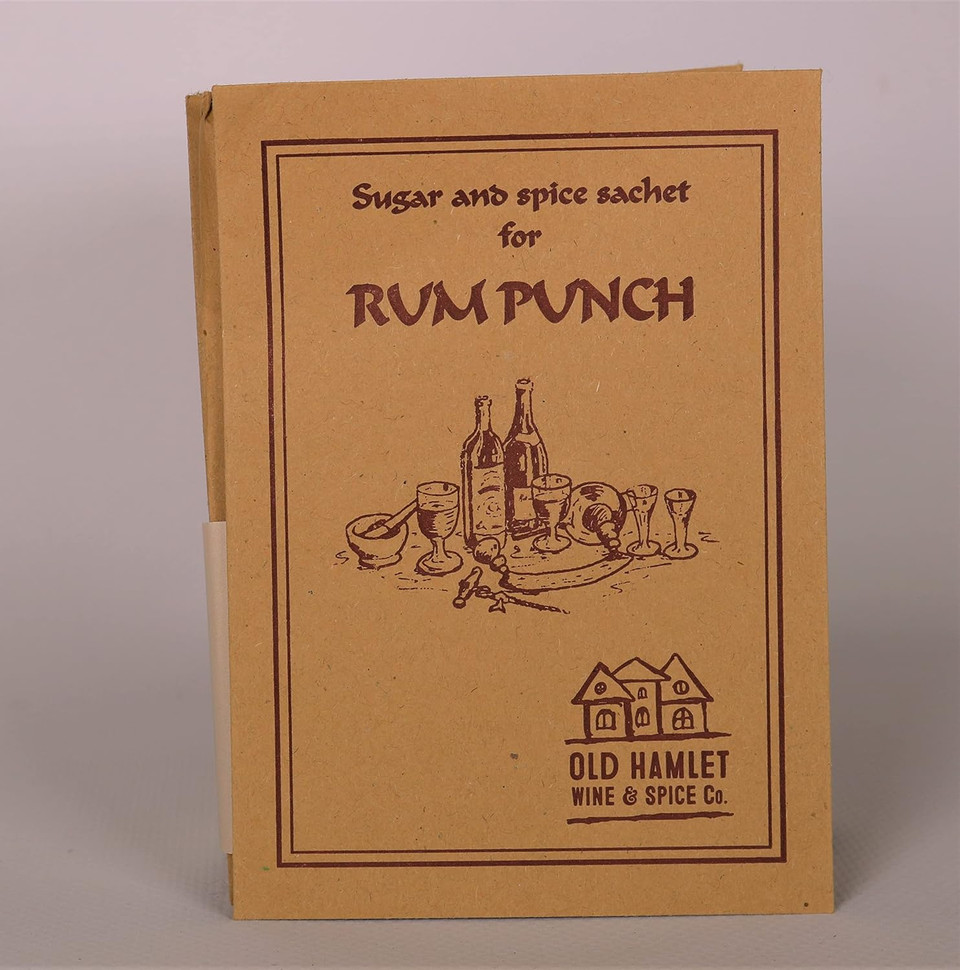 Sugar and spice sachet
for
RUM PUNCH
OLD HAMLET
WINE & SPICE Co.